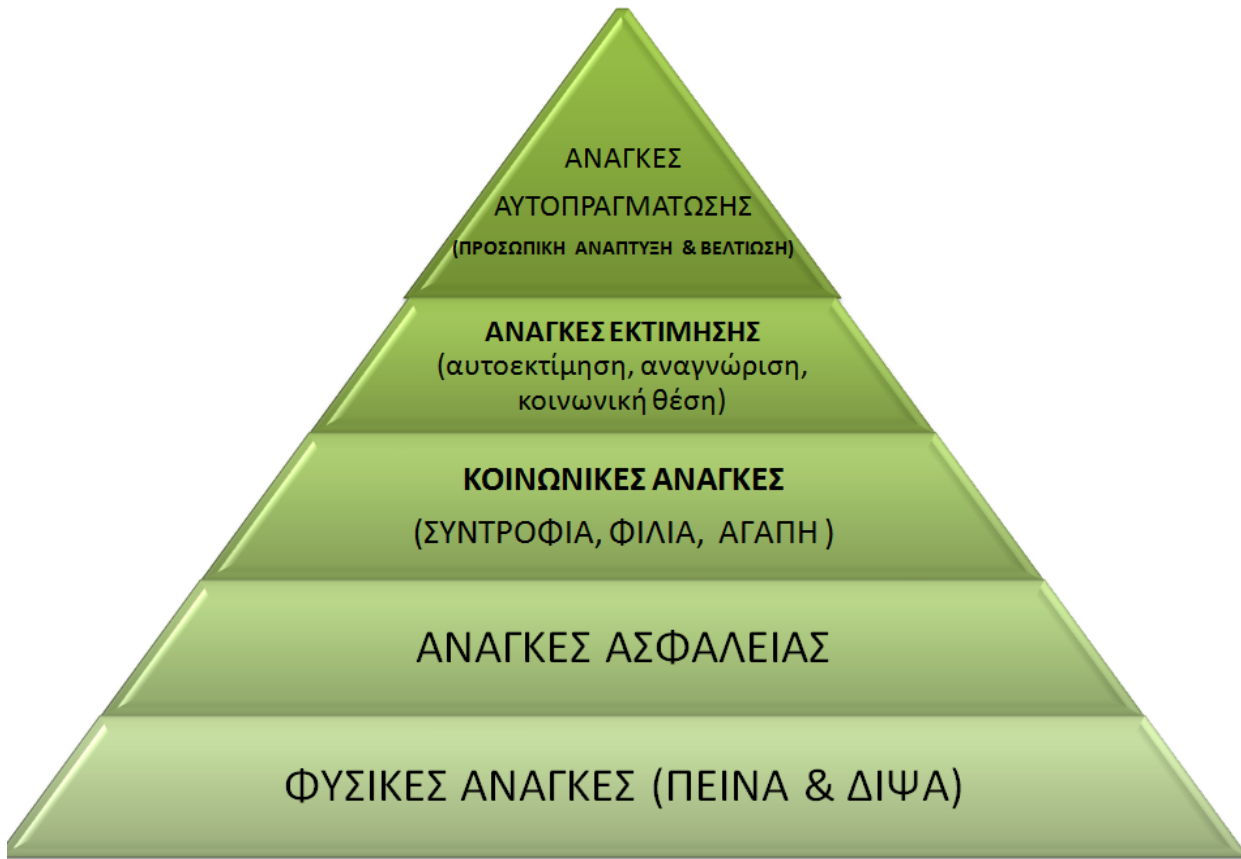 ΑΝΑΓΚΕΣ
ΑΥΤΟΠΡΑΓΜΑΤΩΣΗΣ
(ΠΡΟΣΩΠΙΚΗ ΑΝΑΠΤΥΞΗ & ΒΕΛΤΙΩΣΗ)
ΑΝΑΓΚΕΣ ΕΚΤΙΜΗΣΗΣ
(αυτοεκτίμηση, αναγνώριση,
κοινωνική θέση)
ΚΟΙΝΩΝΙΚΕΣ ΑΝΑΓΚΕΣ
(ΣΥΝΤΡΟΦΙΑ, ΦΙΛΙΑ, ΑΓΑΠΗ )
ΑΝΑΓΚΕΣ ΑΣΦΑΛΕΙΑΣ
ΦΥΣΙΚΕΣ ΑΝΑΓΚΕΣ (ΠΕΙΝΑ & ΔΙΨΑ)